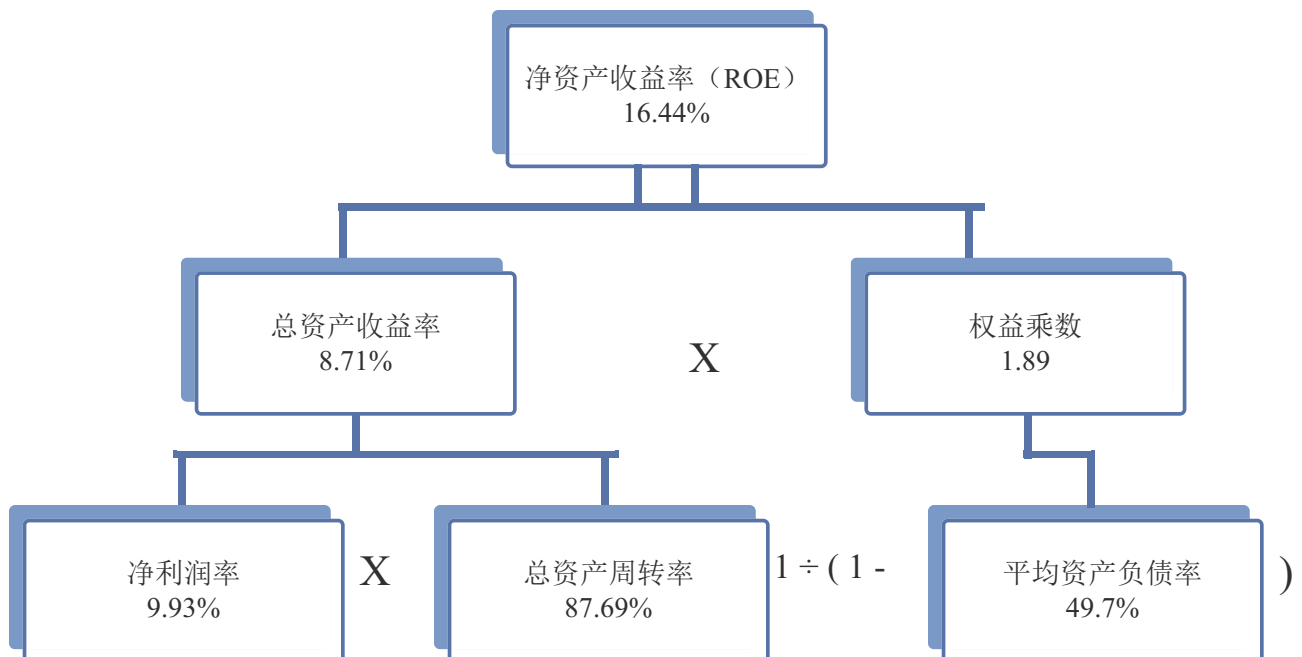 净资产收益率（ROE）
16.44%
总资产收益率
8.71%
X
权益乘数
1.89
净利润率
9.93%
X
总资产周转率
87.69%
1 ÷ ( 1 -
平均资产负债率
49.7%
)